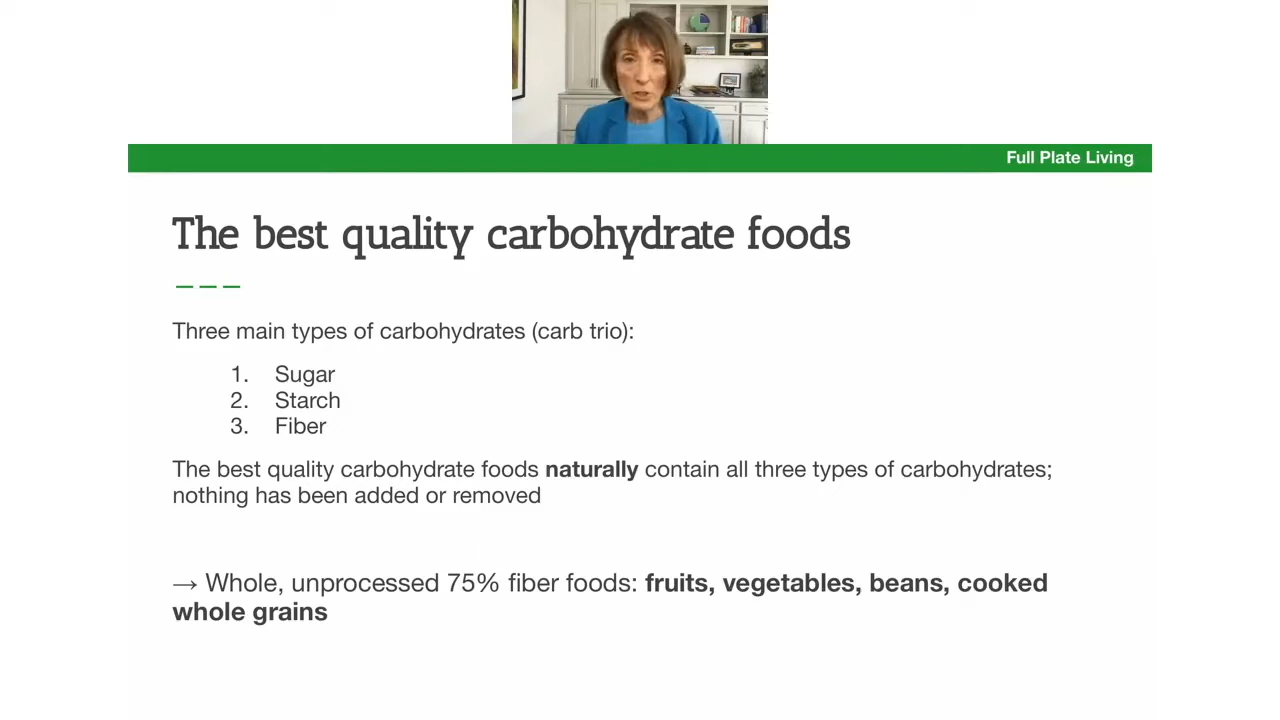 Full Plate Living
The best quality carbohydrate foods
Three main types of carbohydrates (carb trio):
1. Sugar
2. Starch
3. Fiber
The best quality carbohydrate foods naturally contain all three types of carbohydrates;
nothing has been added or removed
→ Whole, unprocessed 75% fiber foods: fruits, vegetables, beans, cooked
whole grains